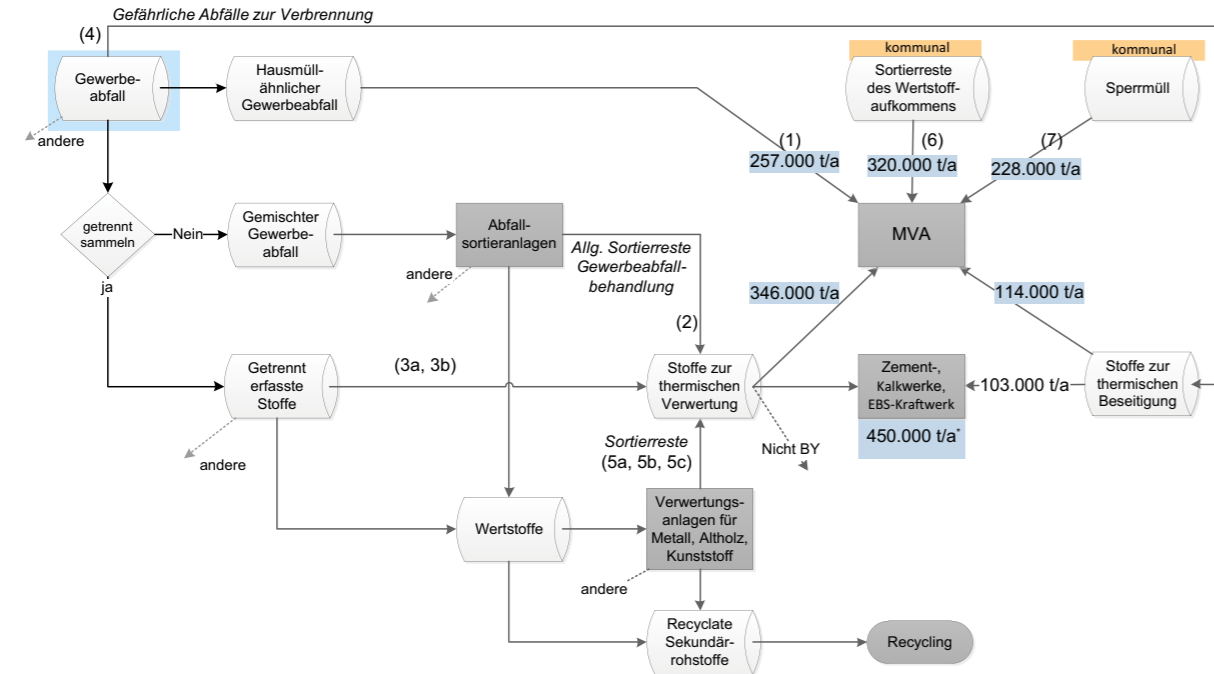 Gefährliche Abfälle zur Verbrennung
(4)
kommunal
kommunal
Gewerbe-
abfall
Hausmüll-
ähnlicher
Gewerbeabfall
Sortierreste
des Wertstoff-
aufkommens
Sperrmüll
andere
(1)
257.000 t/a
(6)
320.000 t/a
(7)
228.000 t/a
getrennt
sammeln
Nein
Gemischter
Gewerbe-
abfall
Abfall-
sortieranlagen
Allg. Sortierreste
Gewerbeabfall-
behandlung
MVA
andere
ja
346.000 t/a
114.000 t/a
(2)
Getrennt
erfasste
Stoffe
(3a, 3b)
Stoffe zur
thermischen
Verwertung
Zement-,
Kalkwerke,
EBS-Kraftwerk
103.000 t/a
Stoffe zur
thermischen
Beseitigung
450.000 t/a*
andere
Sortierreste
(5a, 5b, 5c)
Nicht BY
Wertstoffe
Verwertungs-
anlagen für
Metall, Altholz,
Kunststoff
andere
Recyclate
Sekundär-
rohstoffe
Recycling